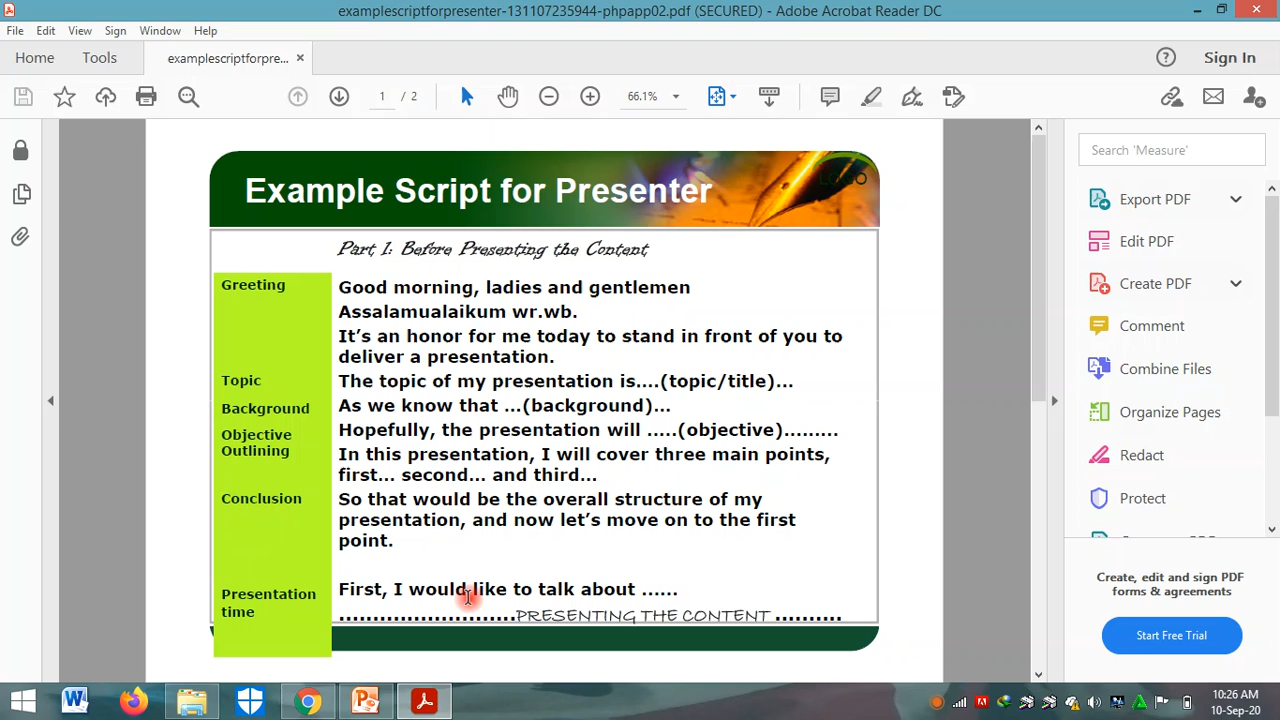 examplescriptforpresenter-131107235944-phpapp02.pdf (SECURED) - Adobe Acrobat Reader DC
File Edit View Sign Window Help
Home Tools examplescriptforpre... × Sign In
1 / 2 66.1%
LOGO
Example Script for Presenter
Part 1: Before Presenting the Content
Greeting Good morning, ladies and gentlemen
Assalamualaikum wr.wb.
It's an honor for me today to stand in front of you to
deliver a presentation.
Topic The topic of my presentation is....(topic/title)...
Background As we know that ...(background)...
Objective Hopefully, the presentation will .....(objective).........
Outlining In this presentation, I will cover three main points,
first... second... and third...
Conclusion So that would be the overall structure of my
presentation, and now let's move on to the first
point.
Presentation First, I would like to talk about ......
time ..........................PRESENTING THE CONTENT ..........
Search 'Measure'
Export PDF
Edit PDF
Create PDF
Comment
Combine Files
Organize Pages
Redact
Protect
Create, edit and sign PDF
forms & agreements
Start Free Trial
10:26 AM
10-Sep-20